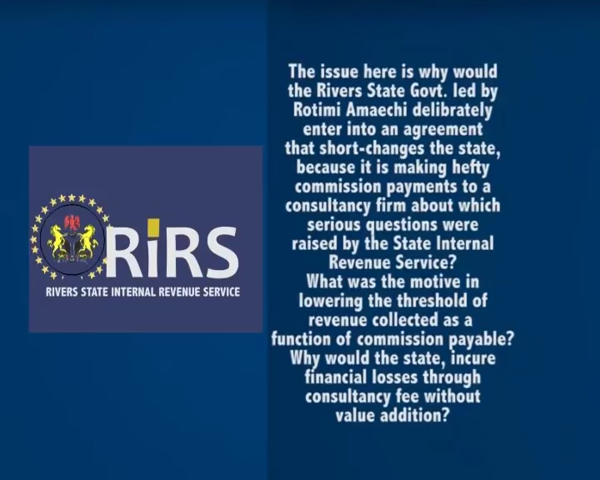 RiRS
RIVERS STATE INTERNAL REVENUE SERVICE
The issue here is why would
the Rivers State Govt. led by
Rotimi Amaechi delibrately
enter into an agreement
that short-changes the state,
because it is making hefty
commission payments to a
consultancy firm about which
serious questions were
raised by the State Internal
Revenue Service?
What was the motive in
lowering the threshold of
revenue collected as a
function of commission payable?
Why would the state, incure
financial losses through
consultancy fee without
value addition?